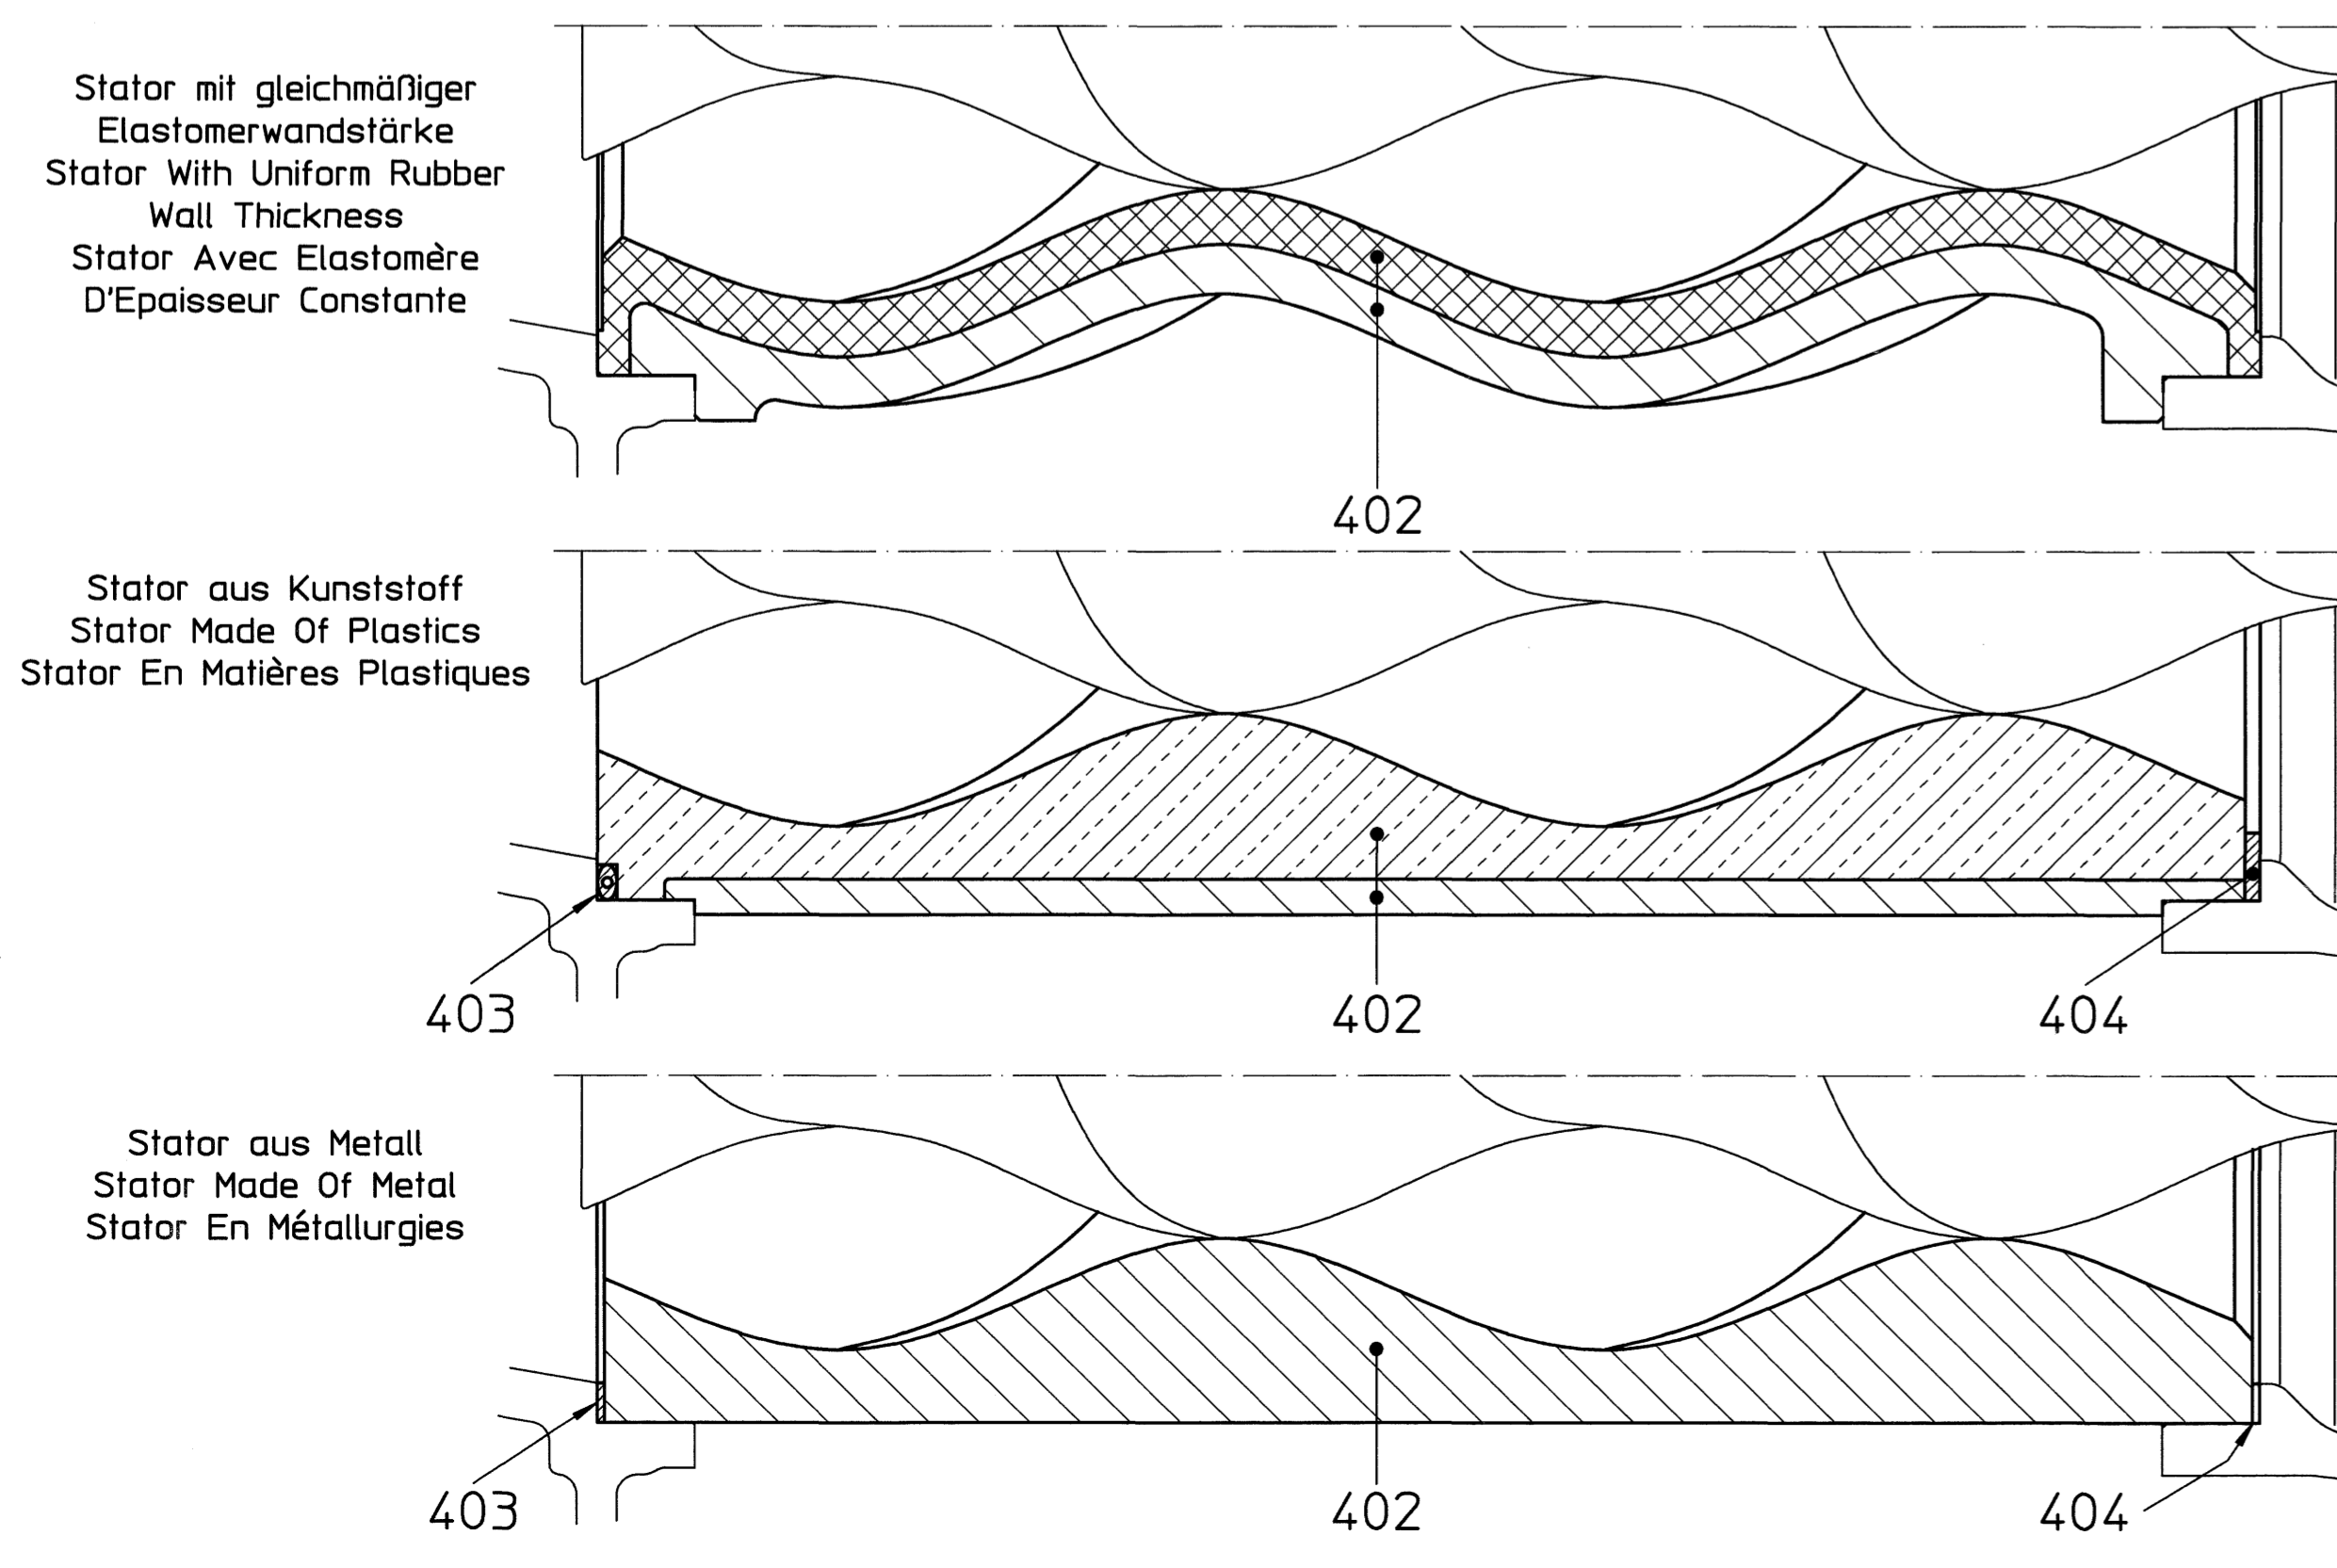 Stator mit gleichmäßiger
Elastomerwandstärke
Stator With Uniform Rubber
Wall Thickness
Stator Avec Elastomère
D'Epaisseur Constante
402
Stator aus Kunststoff
Stator Made Of Plastics
Stator En Matières Plastiques
403
402
404
Stator aus Metall
Stator Made Of Metal
Stator En Métallurgies
403
402
404